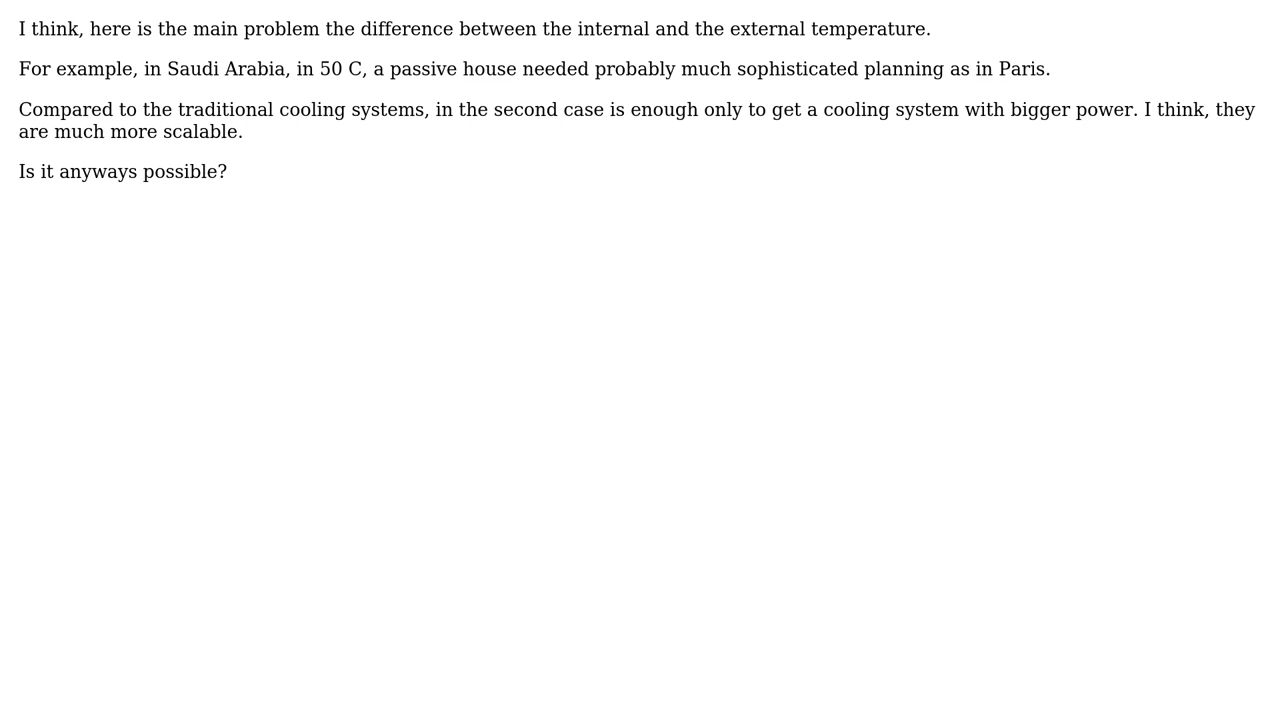 I think, here is the main problem the difference between the internal and the external temperature.
For example, in Saudi Arabia, in 50 C, a passive house needed probably much sophisticated planning as in Paris.
Compared to the traditional cooling systems, in the second case is enough only to get a cooling system with bigger power. I think, they
are much more scalable.
Is it anyways possible?